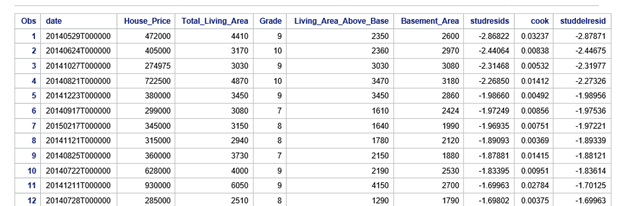 Obs date House_Price Total_Living_Area Grade Living_Area_Above_Base Basement_Area studresids cook studdelresid
1 20140529T000000 472000 4410 9 2350 2600 -2.86822 0.03237 -2.87871
2 20140624T000000 405000 3170 10 2360 2970 -2.44064 0.00838 -2.44675
3 20141027T000000 274975 3030 9 3030 3080 -2.31468 0.00532 -2.31977
4 20140821T000000 722500 4870 10 3470 3180 -2.26850 0.01412 -2.27326
5 20141223T000000 380000 3450 9 3450 2860 -1.98660 0.00492 -1.98956
6 20140917T000000 299000 3080 7 1610 2424 -1.97249 0.00856 -1.97536
7 20150217T000000 345000 3150 8 1640 1990 -1.96935 0.00751 -1.97221
8 20141121T000000 315000 2940 8 1780 2120 -1.89093 0.00369 -1.89339
9 20140825T000000 360000 3730 7 2150 1880 -1.87881 0.01415 -1.88121
10 20140722T000000 628000 4000 9 2190 2530 -1.83395 0.00951 -1.83614
11 20141211T000000 930000 6050 9 4150 2700 -1.69963 0.02784 -1.70125
12 20140728T000000 285000 2510 8 1290 1790 -1.69802 0.00375 -1.69963